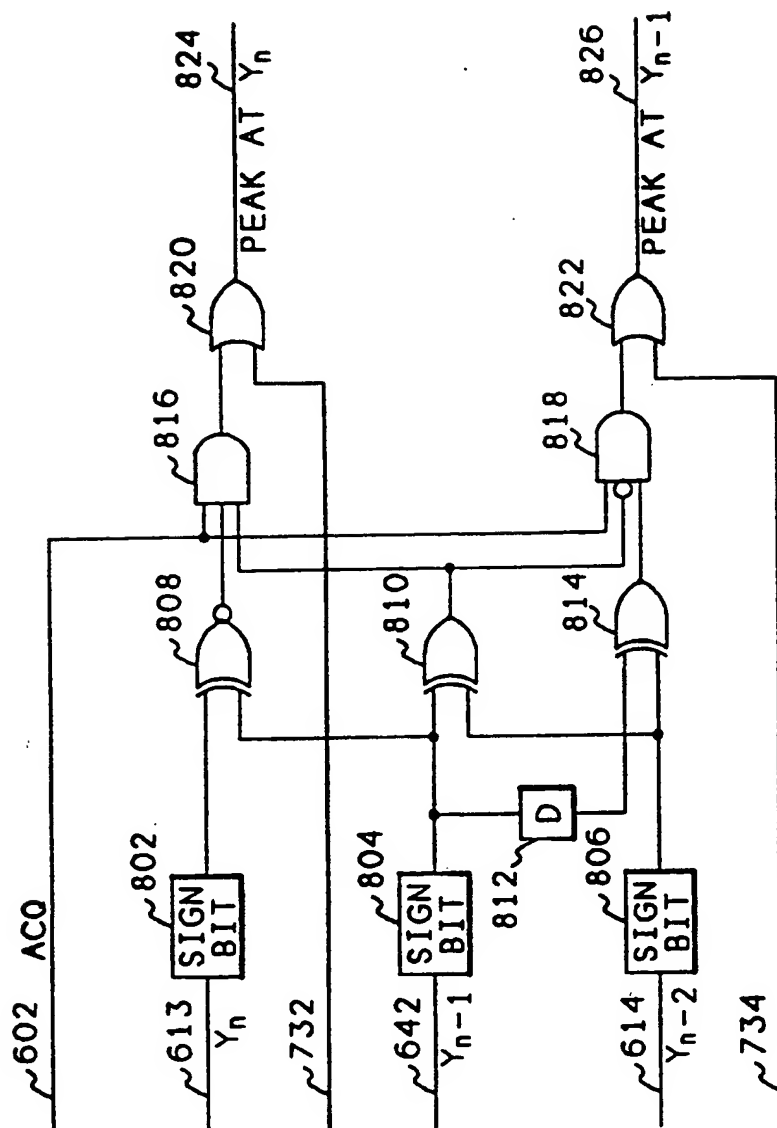 602
ACQ
613
Yn
802
SIGN
BIT
808
816
820
824
PEAK AT Yn
732
642
Yn-1
804
SIGN
BIT
810
812
D
614
Yn-2
806
SIGN
BIT
814
818
822
826
PEAK AT Yn-1
734